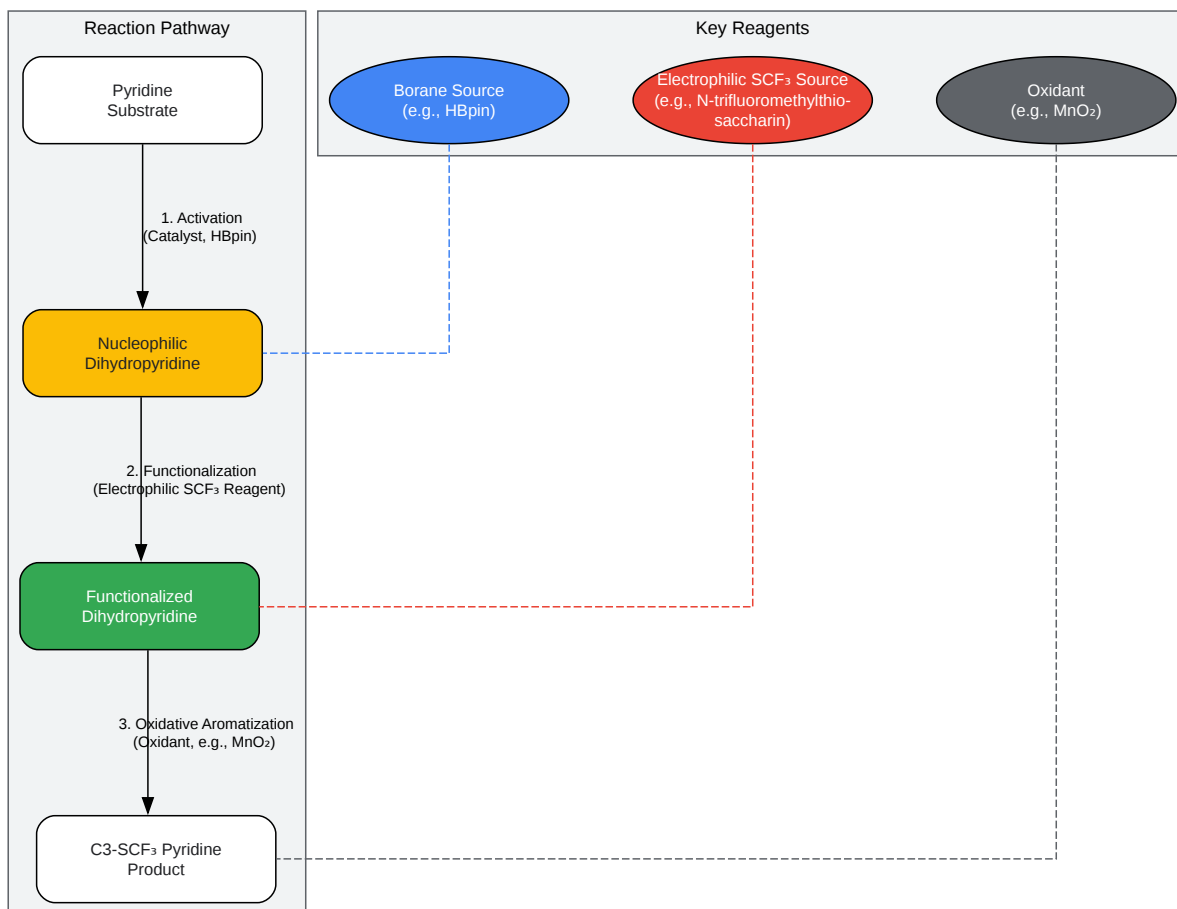 Reaction Pathway
Key Reagents
Pyridine
Substrate
Borane Source
(e.g., HBpin)
Electrophilic SCF₃ Source
(e.g., N-trifluoromethylthio-
saccharin)
Oxidant
(e.g., MnO₂)
1. Activation
(Catalyst, HBpin)
Nucleophilic
Dihydropyridine
2. Functionalization
(Electrophilic SCF₃ Reagent)
Functionalized
Dihydropyridine
3. Oxidative Aromatization
(Oxidant, e.g., MnO₂)
C3-SCF₃ Pyridine
Product